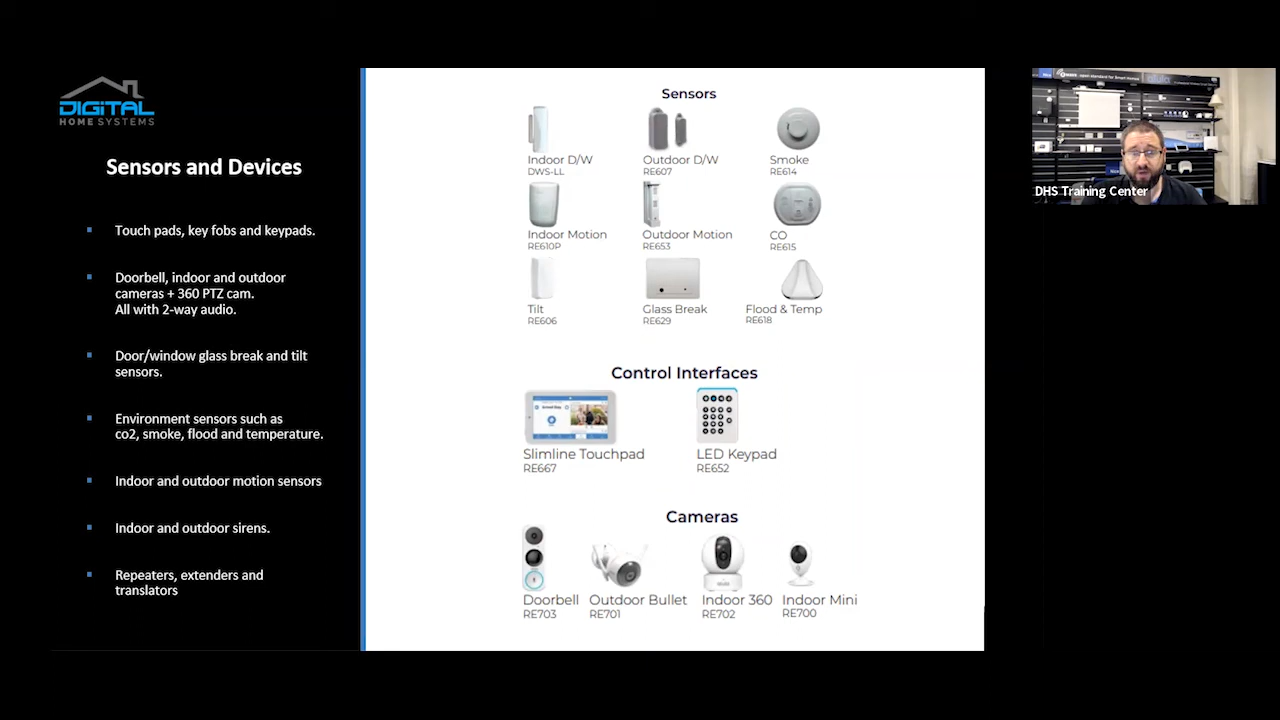 DIGITAL
HOME SYSTEMS
Sensors and Devices
Touch pads, key fobs and keypads.
Doorbell, indoor and outdoor
cameras + 360 PTZ cam.
All with 2-way audio.
Door/window glass break and tilt
sensors.
Environment sensors such as
co2, smoke, flood and temperature.
Indoor and outdoor motion sensors
Indoor and outdoor sirens.
Repeaters, extenders and
translators
Sensors
Indoor D/W
DWS-LL
Outdoor D/W
RE607
Smoke
RE614
Indoor Motion
RE610P
Outdoor Motion
RE653
CO
RE615
Tilt
RE606
Glass Break
RE629
Flood & Temp
RE618
Control Interfaces
Slimline Touchpad
RE667
LED Keypad
RE652
Cameras
Doorbell
RE703
Outdoor Bullet
RE701
Indoor 360
RE702
Indoor Mini
RE700
DHS Training Center